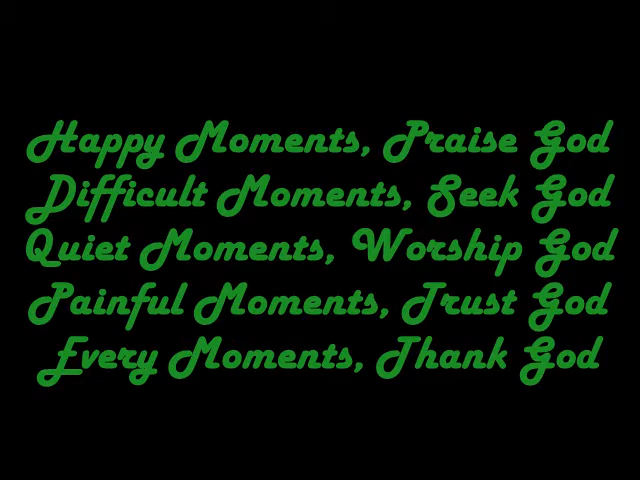 Happy Moments, Praise God
Difficult Moments, Seek God
Quiet Moments, Worship God
Painful Moments, Trust God
Every Moments, Thank God